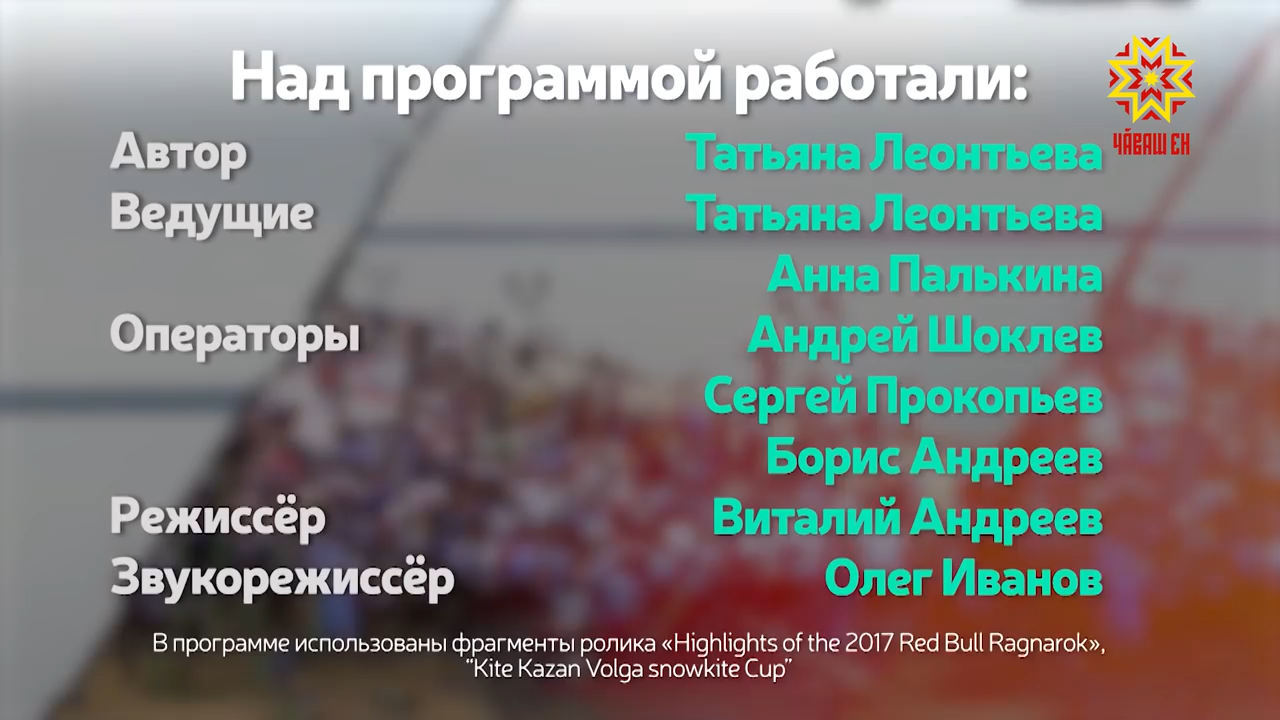 Над программой работали:
ЧӐВАШ ЕН
Автор Татьяна Леонтьева
Ведущие Татьяна Леонтьева
Анна Палькина
Операторы Андрей Шоклев
Сергей Прокопьев
Борис Андреев
Режиссёр Виталий Андреев
Звукорежиссёр Олег Иванов
В программе использованы фрагменты ролика «Highlights of the 2017 Red Bull Ragnarok»,
“Kite Kazan Volga snowkite Cup”